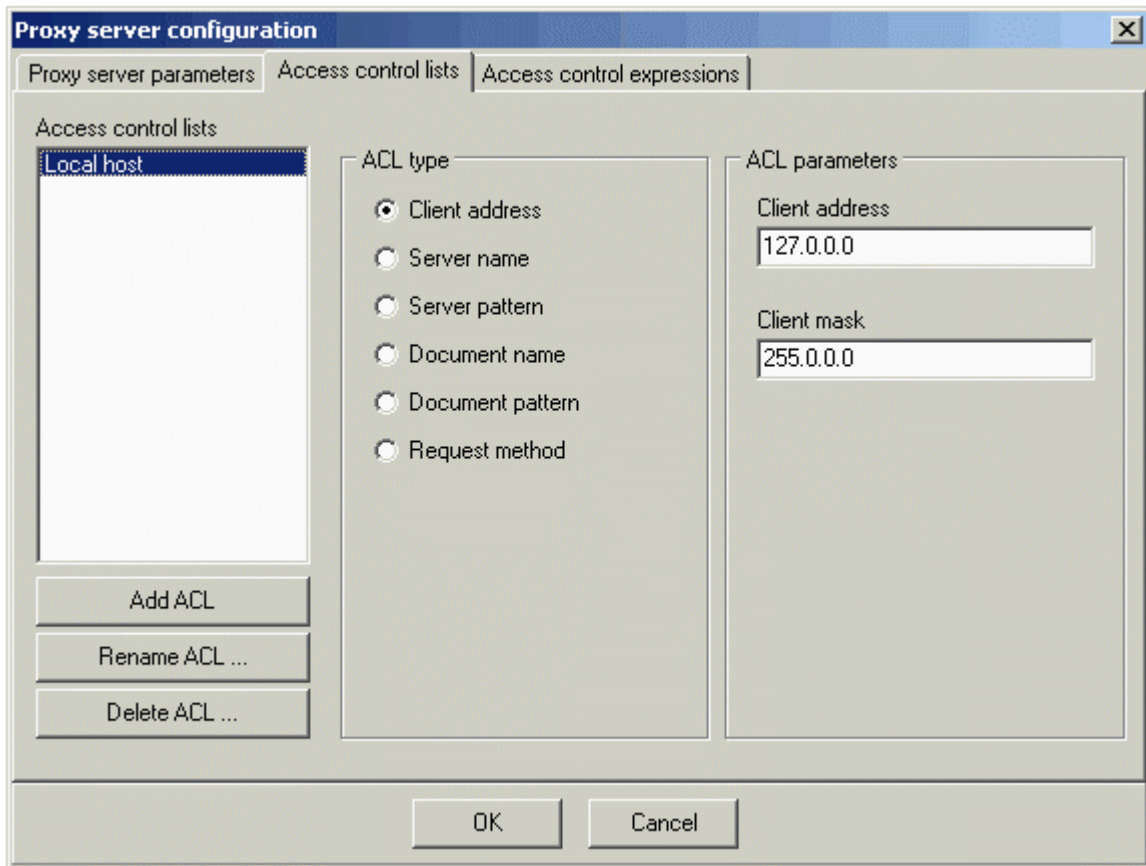 Proxy server configuration
Proxy server parameters
Access control lists
Access control expressions
Access control lists
Local host
Add ACL
Rename ACL ...
Delete ACL ...
ACL type
Client address
Server name
Server pattern
Document name
Document pattern
Request method
ACL parameters
Client address
127.0.0.0
Client mask
255.0.0.0
OK
Cancel